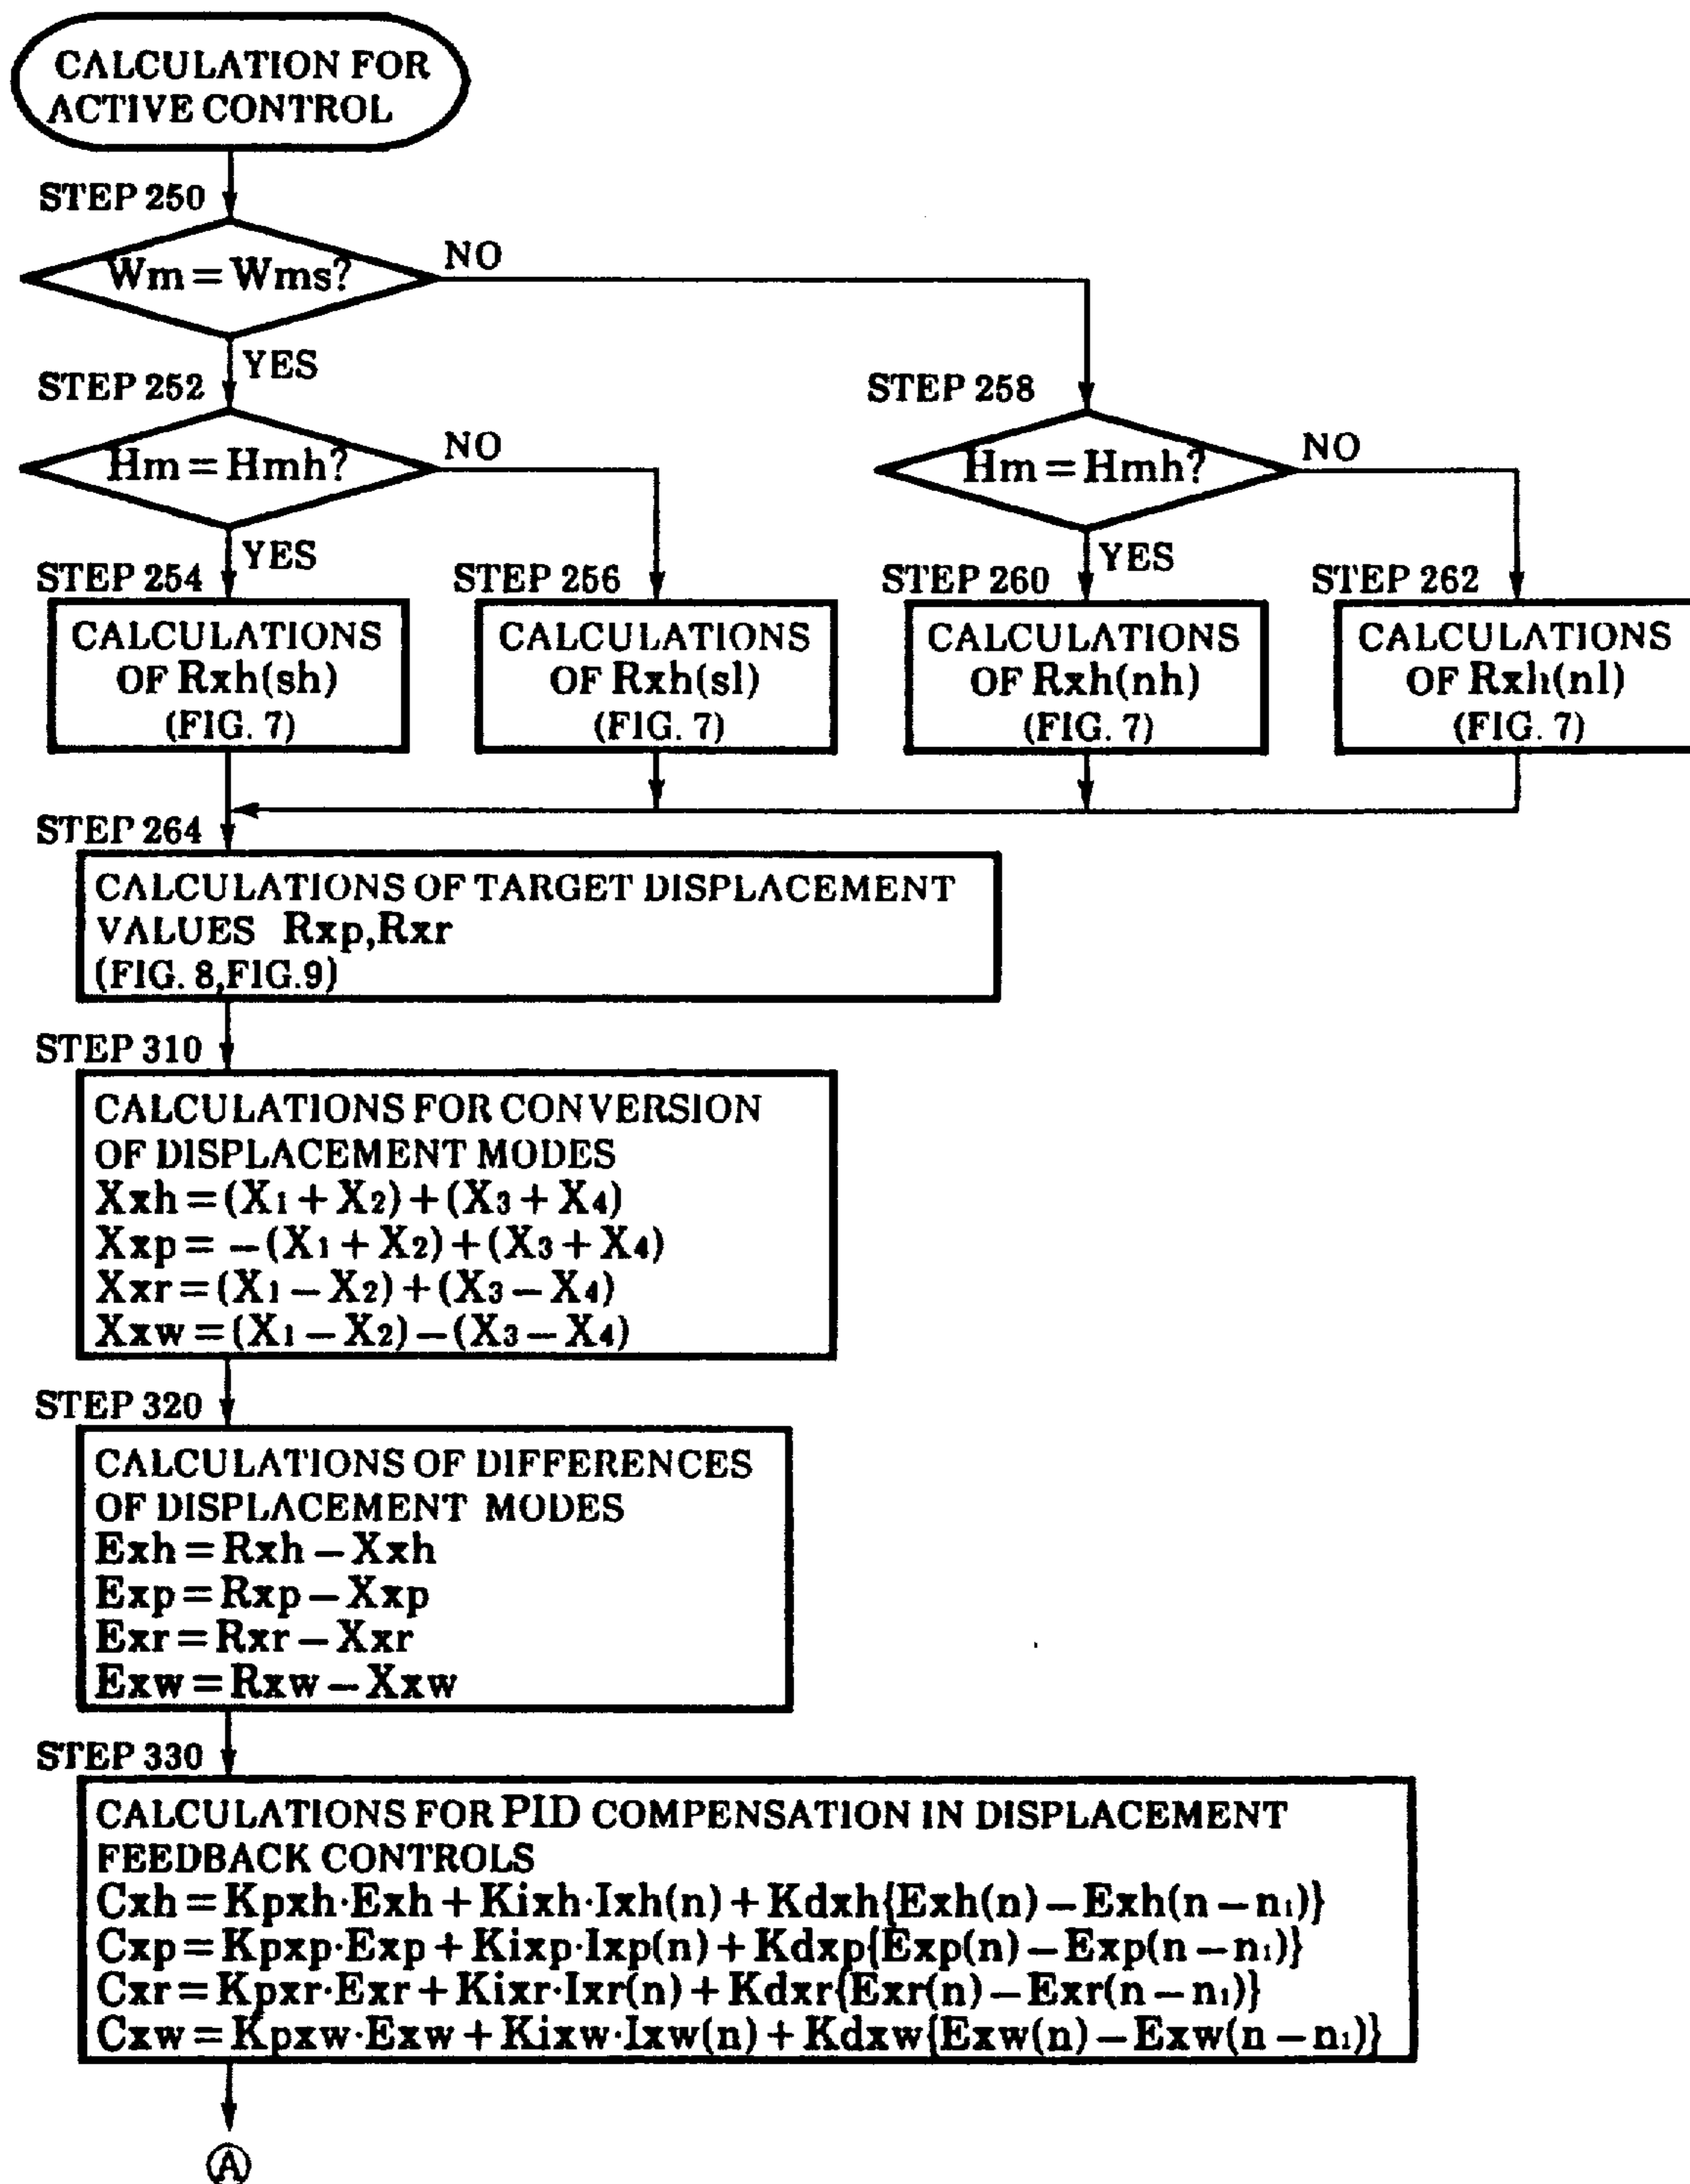 CALCULATION FOR
ACTIVE CONTROL
STEP 250
Wm = Wms?
NO
YES
STEP 252
Hm = Hmh?
NO
YES
STEP 258
Hm = Hmh?
NO
YES
STEP 254
CALCULATIONS
OF Rxh(sh)
(FIG. 7)
STEP 256
CALCULATIONS
OF Rxh(sl)
(FIG. 7)
STEP 260
CALCULATIONS
OF Rxh(nh)
(FIG. 7)
STEP 262
CALCULATIONS
OF Rxh(nl)
(FIG. 7)
STEP 264
CALCULATIONS OF TARGET DISPLACEMENT
VALUES Rxp,Rxr
(FIG. 8,FIG.9)
STEP 310
CALCULATIONS FOR CONVERSION
OF DISPLACEMENT MODES
Xxh = (X₁ + X₂) + (X₃ + X₄)
Xxp = −(X₁ + X₂) + (X₃ + X₄)
Xxr = (X₁ − X₂) + (X₃ − X₄)
Xxw = (X₁ − X₂) − (X₃ − X₄)
STEP 320
CALCULATIONS OF DIFFERENCES
OF DISPLACEMENT MODES
Exh = Rxh − Xxh
Exp = Rxp − Xxp
Exr = Rxr − Xxr
Exw = Rxw − Xxw
STEP 330
CALCULATIONS FOR PID COMPENSATION IN DISPLACEMENT
FEEDBACK CONTROLS
Cxh = Kpxh·Exh + Kixh·Ixh(n) + Kdxh{Exh(n) − Exh(n − n₁)}
Cxp = Kpxp·Exp + Kixp·Ixp(n) + Kdxp{Exp(n) − Exp(n − n₁)}
Cxr = Kpxr·Exr + Kixr·Ixr(n) + Kdxr{Exr(n) − Exr(n − n₁)}
Cxw = Kpxw·Exw + Kixw·Ixw(n) + Kdxw{Exw(n) − Exw(n − n₁)}
A